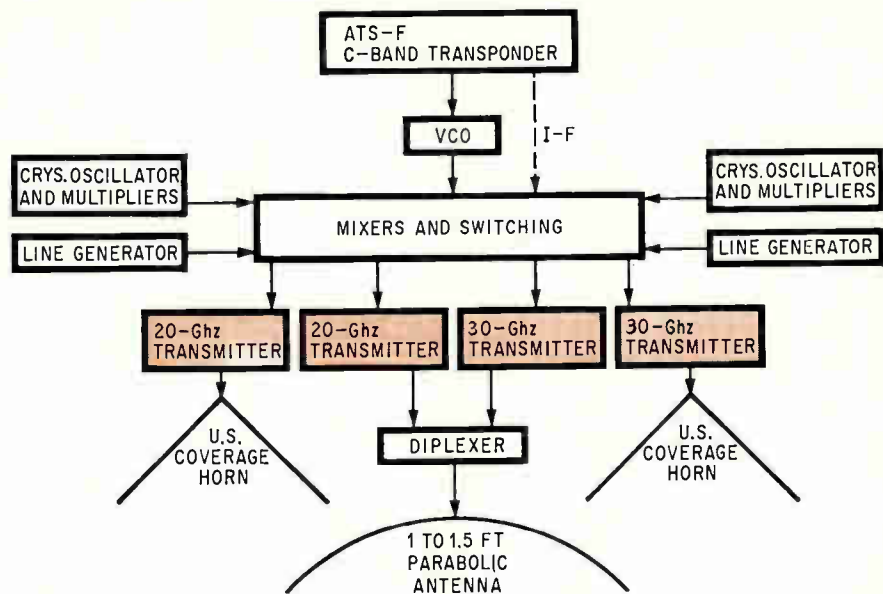 ATS-F
C-BAND TRANSPONDER
VCO
I-F
CRYS. OSCILLATOR
AND MULTIPLIERS
CRYS. OSCILLATOR
AND MULTIPLIERS
MIXERS AND SWITCHING
LINE GENERATOR
LINE GENERATOR
20-Ghz
TRANSMITTER
20-Ghz
TRANSMITTER
30-Ghz
TRANSMITTER
30-Ghz
TRANSMITTER
U.S.
COVERAGE
HORN
DIPLEXER
U.S.
COVERAGE
HORN
1 TO 1.5 FT
PARABOLIC
ANTENNA